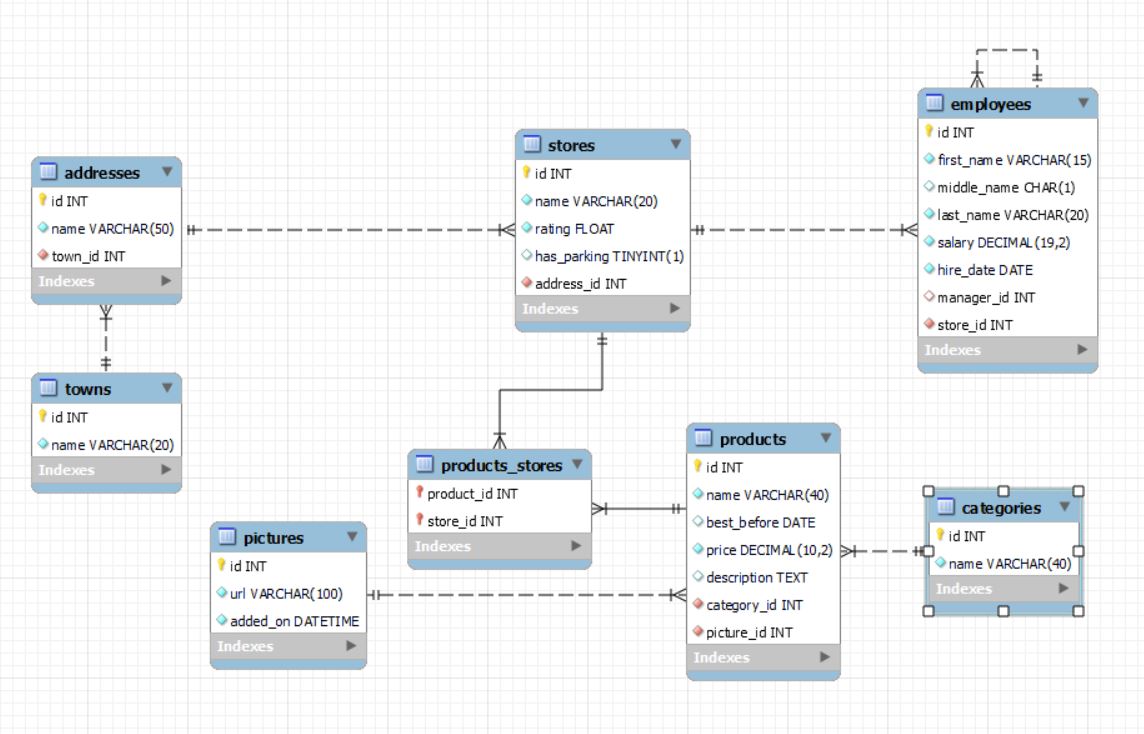 employees
id INT
first_name VARCHAR(15)
middle_name CHAR(1)
last_name VARCHAR(20)
salary DECIMAL(19,2)
hire_date DATE
manager_id INT
store_id INT
Indexes
stores
id INT
name VARCHAR(20)
rating FLOAT
has_parking TINYINT(1)
address_id INT
Indexes
addresses
id INT
name VARCHAR(50)
town_id INT
Indexes
towns
id INT
name VARCHAR(20)
Indexes
products_stores
product_id INT
store_id INT
Indexes
products
id INT
name VARCHAR(40)
best_before DATE
price DECIMAL(10,2)
description TEXT
category_id INT
picture_id INT
Indexes
categories
id INT
name VARCHAR(40)
Indexes
pictures
id INT
url VARCHAR(100)
added_on DATETIME
Indexes